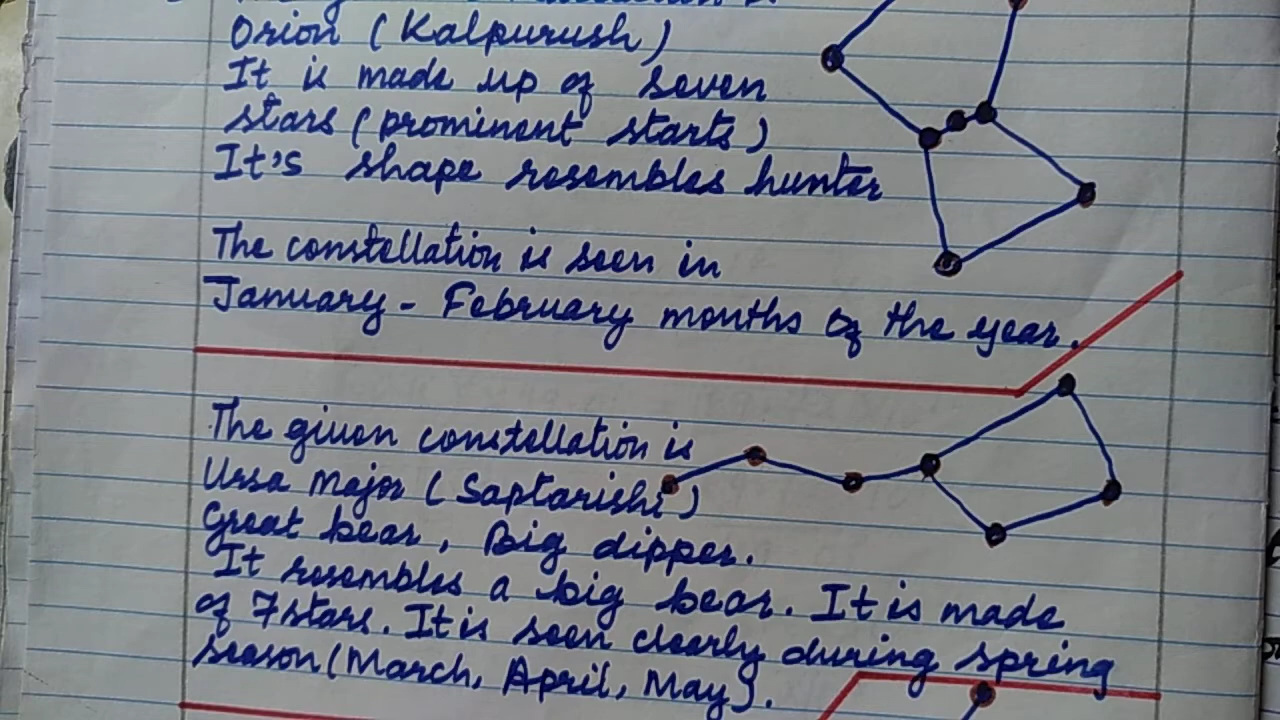 Orion (Kalpurush)
It is made up of seven
stars (prominent starts)
It's shape resembles hunter
The constellation is seen in
January - February months of the year.
The given constellation is
Ursa Major (Saptarishi)
Great bear, Big dipper.
It resembles a big bear. It is made
of 7 stars. It is seen clearly during spring
season (March, April, May).